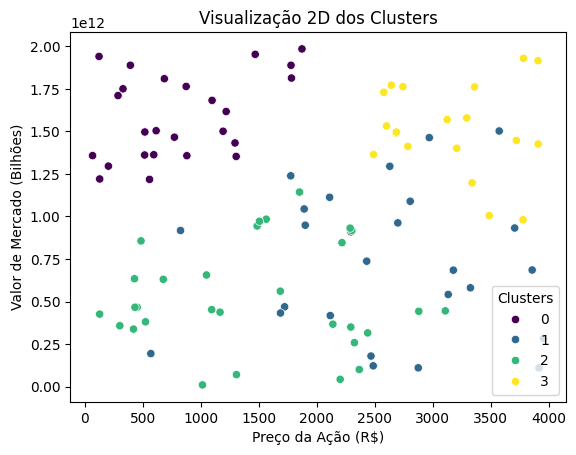 Visualização 2D dos Clusters
1e12
2.00
1.75
1.50
1.25
1.00
0.75
0.50
0.25
0.00
Valor de Mercado (Bilhões)
Clusters
0
1
2
3
0 500 1000 1500 2000 2500 3000 3500 4000
Preço da Ação (R$)